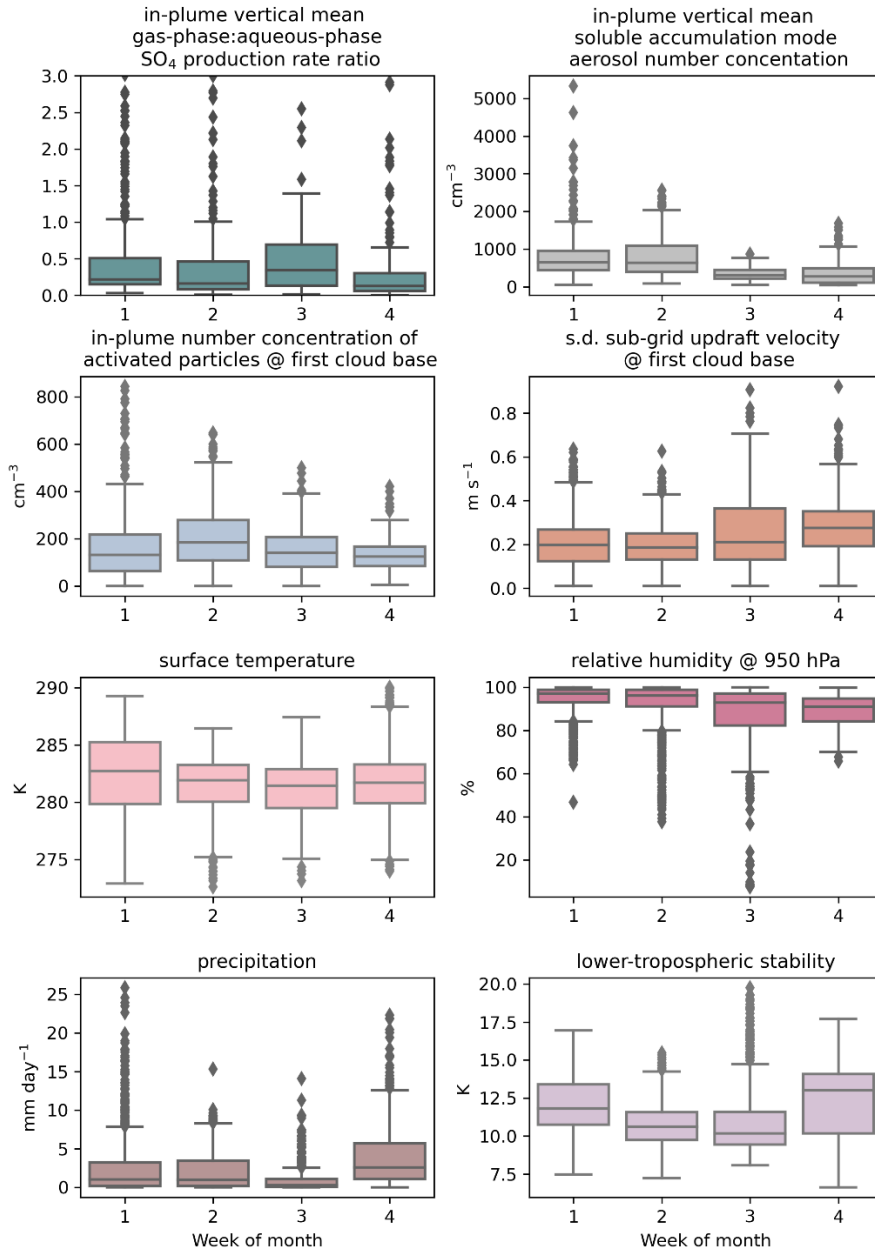 in-plume vertical mean
gas-phase:aqueous-phase
SO₄ production rate ratio
3.0
2.5
2.0
1.5
1.0
0.5
0.0
1 2 3 4
in-plume vertical mean
soluble accumulation mode
aerosol number concentation
cm⁻³
5000
4000
3000
2000
1000
0
1 2 3 4
in-plume number concentration of
activated particles @ first cloud base
cm⁻³
800
600
400
200
0
1 2 3 4
s.d. sub-grid updraft velocity
@ first cloud base
m s⁻¹
0.8
0.6
0.4
0.2
0.0
1 2 3 4
surface temperature
K
290
285
280
275
1 2 3 4
relative humidity @ 950 hPa
%
100
80
60
40
20
1 2 3 4
precipitation
mm day⁻¹
25
20
15
10
5
0
1 2 3 4
Week of month
lower-tropospheric stability
K
20.0
17.5
15.0
12.5
10.0
7.5
1 2 3 4
Week of month